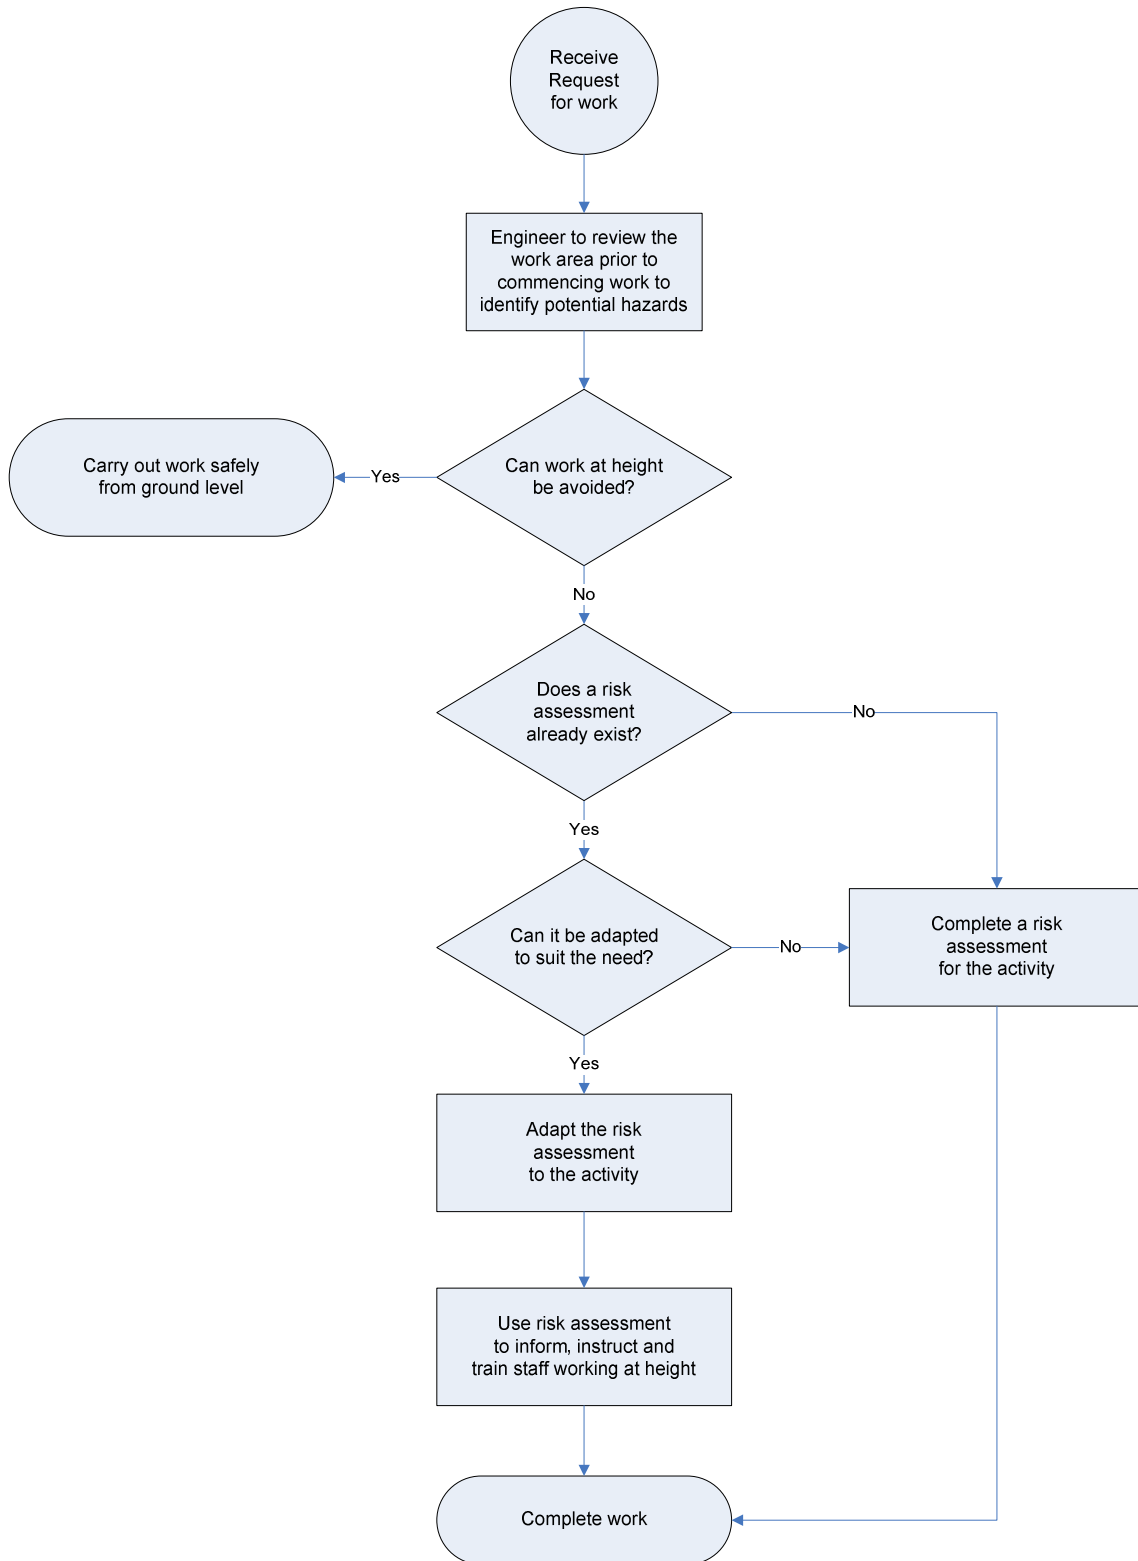 Receive
Request
for work
Engineer to review the
work area prior to
commencing work to
identify potential hazards
Can work at height
be avoided?
Yes
Carry out work safely
from ground level
No
Does a risk
assessment
already exist?
No
Yes
Can it be adapted
to suit the need?
No
Complete a risk
assessment
for the activity
Yes
Adapt the risk
assessment
to the activity
Use risk assessment
to inform, instruct and
train staff working at height
Complete work